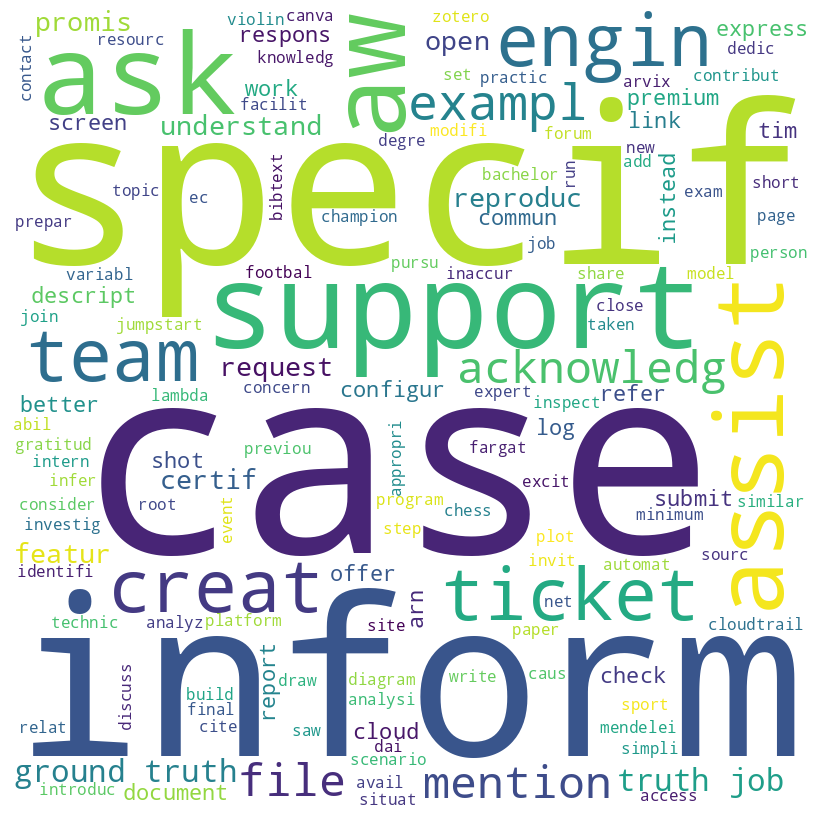 promis
violin
canva
zotero
express
resourc
respons
open
engin
dedic
contact
knowledg
ask
aw
set
practic
arvix
contribut
work
facilit
exampl
premium
screen
understand
modifi
forum
link
tim
degre
new
add
specif
topic
ec
bibtext
champion
bachelor
reproduc
commun
run
instead
exam
short
prepar
job
page
variabl
footbal
pursu
inaccur
share
model
person
descript
support
close
taken
join
jumpstart
team
request
acknowledg
assist
concern
configur
expert
inspect
refer
better
lambda
abil
gratitud
previou
appropri
log
intern
shot
fargat
infer
certif
case
excit
submit
similar
consider
root
event
program
chess
minimum
investig
step
plot
featur
invit
sourc
identifi
creat
offer
ticket
automat
arn
net
technic
analyz
platform
site
paper
cloudtrail
inform
discuss
report
draw
diagram
write
caus
check
build
analysi
final
sport
relat
cite
saw
cloud
mendelei
dai
simpli
ground truth
file
scenario
mention
truth job
introduc
document
avail
situat
access